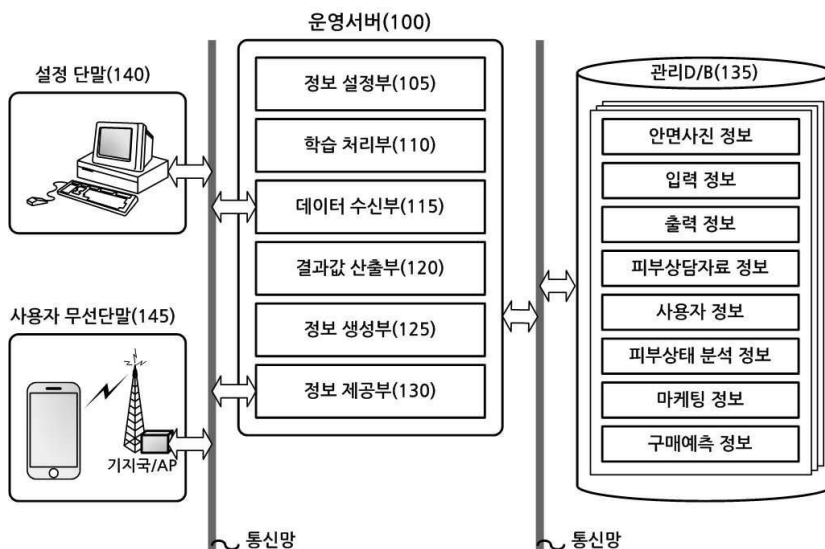 운영서버(100)
설정 단말(140)
정보 설정부(105)
학습 처리부(110)
데이터 수신부(115)
결과값 산출부(120)
정보 생성부(125)
정보 제공부(130)
사용자 무선단말(145)
기지국/AP
관리D/B(135)
안면사진 정보
입력 정보
출력 정보
피부상담자료 정보
사용자 정보
피부상태 분석 정보
마케팅 정보
구매예측 정보
통신망
통신망